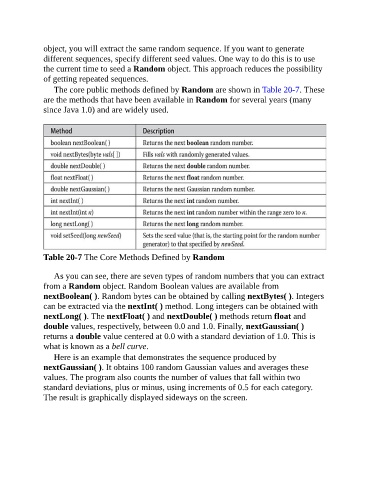 object, you will extract the same random sequence. If you want to generate
different sequences, specify different seed values. One way to do this is to use
the current time to seed a Random object. This approach reduces the possibility
of getting repeated sequences.
The core public methods defined by Random are shown in Table 20-7. These
are the methods that have been available in Random for several years (many
since Java 1.0) and are widely used.
Method Description
boolean nextBoolean( ) Returns the next boolean random number.
void nextBytes(byte vals[ ]) Fills vals with randomly generated values.
double nextDouble( ) Returns the next double random number.
float nextFloat( ) Returns the next float random number.
double nextGaussian( ) Returns the next Gaussian random number.
int nextInt( ) Returns the next int random number.
int nextInt(int n) Returns the next int random number within the range zero to n.
long nextLong( ) Returns the next long random number.
void setSeed(long newSeed) Sets the seed value (that is, the starting point for the random number
generator) to that specified by newSeed.
Table 20-7 The Core Methods Defined by Random
As you can see, there are seven types of random numbers that you can extract
from a Random object. Random Boolean values are available from
nextBoolean( ). Random bytes can be obtained by calling nextBytes( ). Integers
can be extracted via the nextInt( ) method. Long integers can be obtained with
nextLong( ). The nextFloat( ) and nextDouble( ) methods return float and
double values, respectively, between 0.0 and 1.0. Finally, nextGaussian( )
returns a double value centered at 0.0 with a standard deviation of 1.0. This is
what is known as a bell curve.
Here is an example that demonstrates the sequence produced by
nextGaussian( ). It obtains 100 random Gaussian values and averages these
values. The program also counts the number of values that fall within two
standard deviations, plus or minus, using increments of 0.5 for each category.
The result is graphically displayed sideways on the screen.